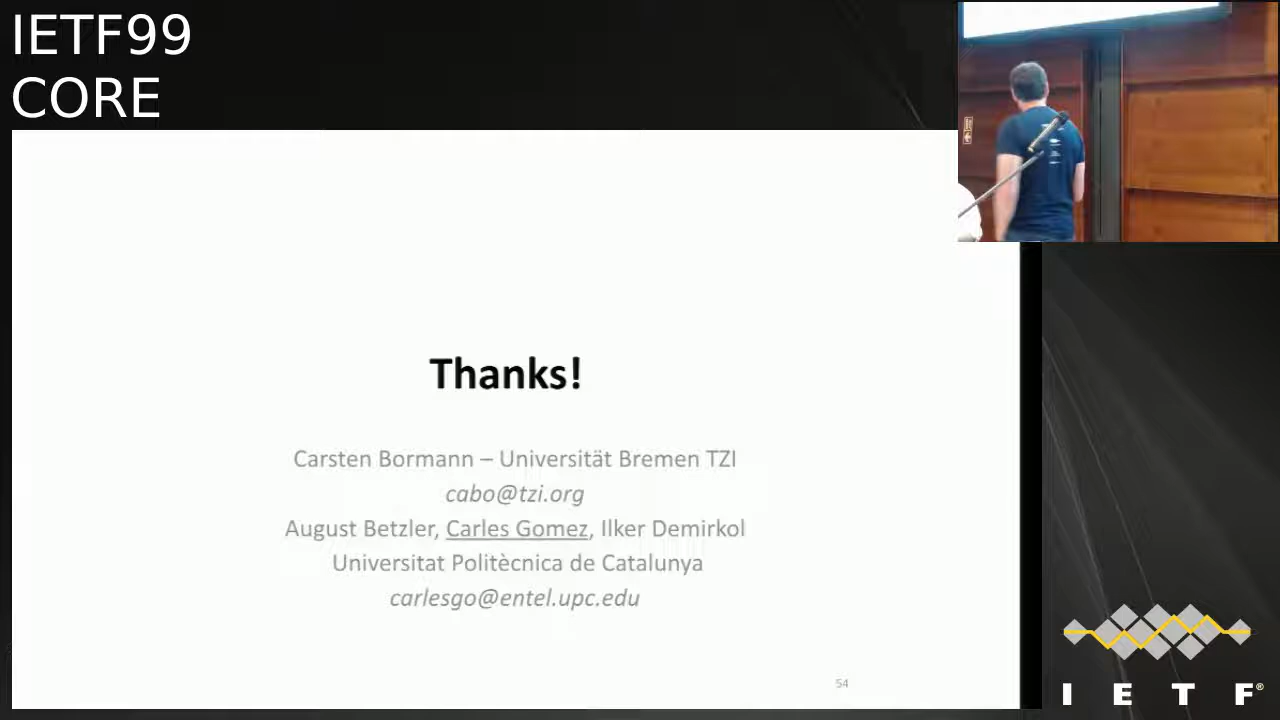 IETF99
CORE
Thanks!
Carsten Bormann – Universität Bremen TZI
cabo@tzi.org
August Betzler, Carles Gomez, Ilker Demirkol
Universitat Politècnica de Catalunya
carlesgo@entel.upc.edu
54
I E T F®